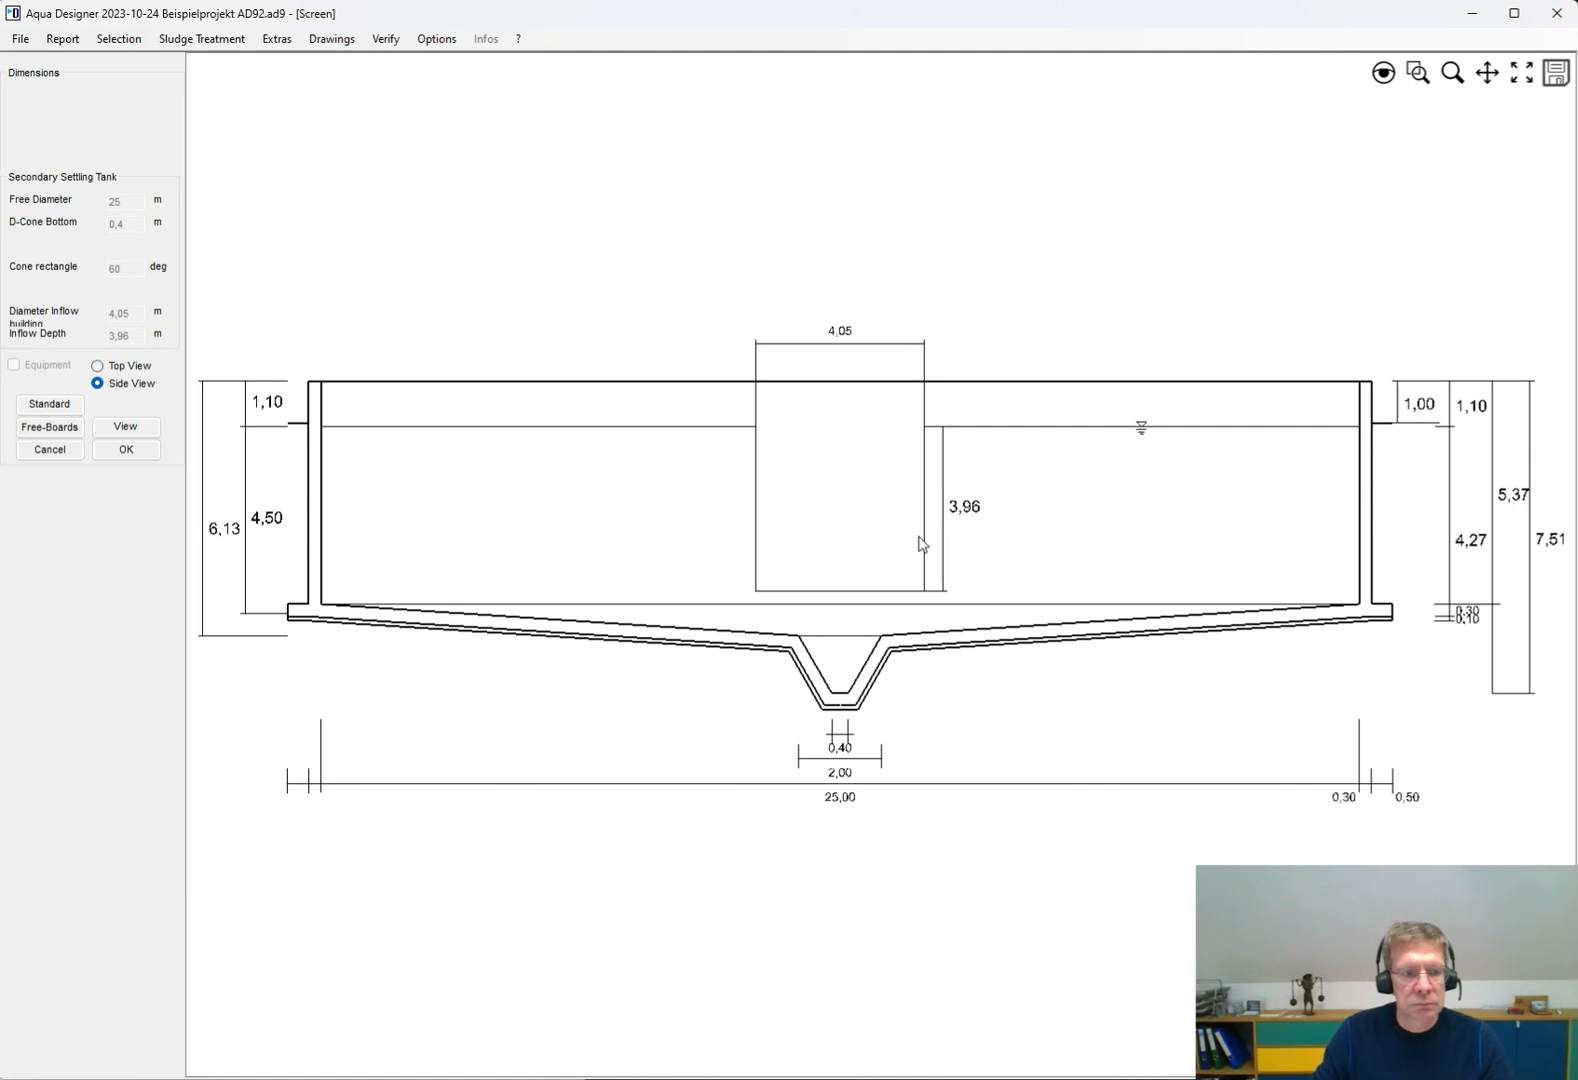 Aqua Designer 2023-10-24 Beispielprojekt AD92.ad9 - [Screen]
File Report Selection Sludge Treatment Extras Drawings Verify Options Infos ?
Dimensions
Secondary Settling Tank
Free Diameter 25 m
D-Cone Bottom 0,4 m
Cone rectangle 60 deg
Diameter Inflow building 4,05 m
Inflow Depth 3,96 m
Equipment Top View
Side View
Standard
Free-Boards View
Cancel OK
4,05
1,10
1,00
1,10
5,37
3,96
4,50
6,13
4,27
7,51
0,30
0,10
0,40
2,00
25,00
0,30
0,50